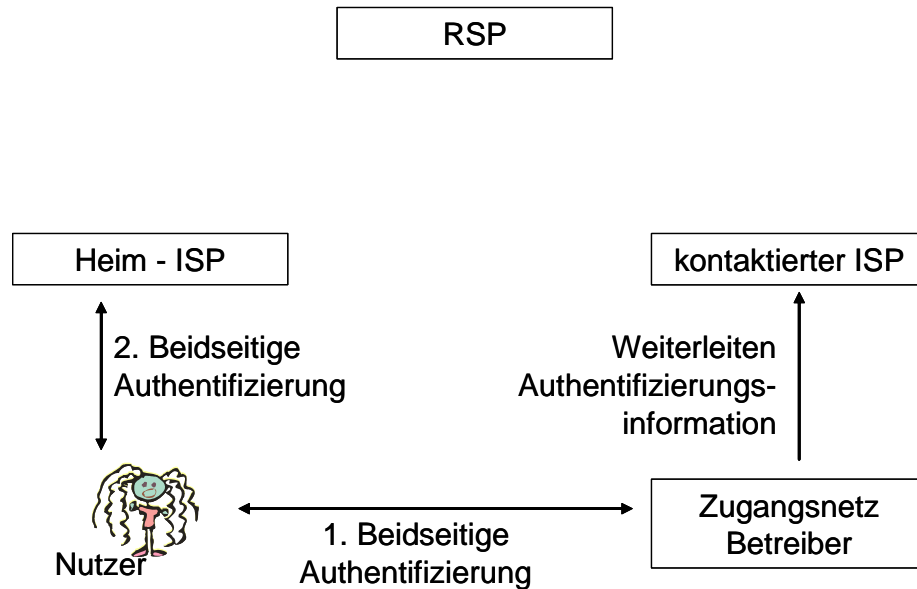 RSP
Heim - ISP
kontaktierter ISP
2. Beidseitige
Authentifizierung
Weiterleiten
Authentifizierungs-
information
Nutzer
1. Beidseitige
Authentifizierung
Zugangsnetz
Betreiber